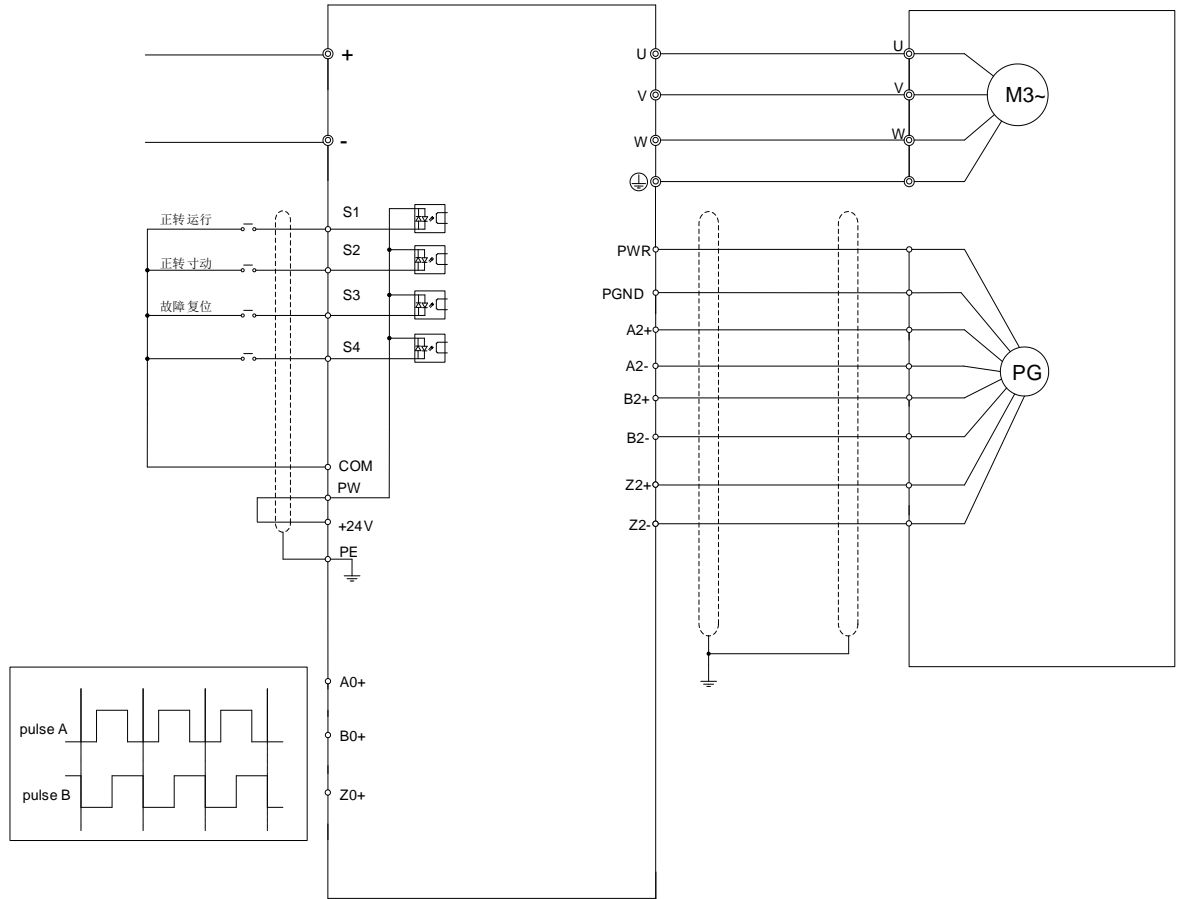 +
-
正转运行
S1
正转寸动
S2
故障复位
S3
S4
COM
PW
+24V
PE
A0+
B0+
Z0+
pulse A
pulse B
U
V
W
U
V
W
M3~
PWR
PGND
A2+
A2-
B2+
B2-
Z2+
Z2-
PG